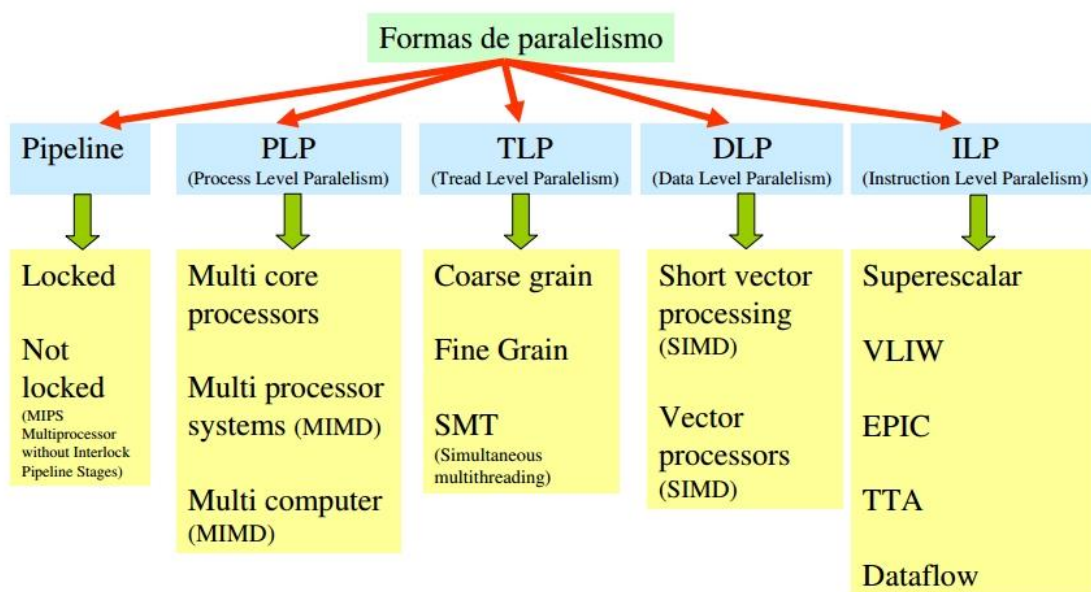 Formas de paralelismo
Pipeline
PLP
(Process Level Paralelism)
TLP
(Tread Level Paralelism)
DLP
(Data Level Paralelism)
ILP
(Instruction Level Paralelism)
Locked
Not
locked
(MIPS
Multiprocessor
without Interlock
Pipeline Stages)
Multi core
processors
Multi processor
systems (MIMD)
Multi computer
(MIMD)
Coarse grain
Fine Grain
SMT
(Simultaneous
multithreading)
Short vector
processing
(SIMD)
Vector
processors
(SIMD)
Superescalar
VLIW
EPIC
TTA
Dataflow